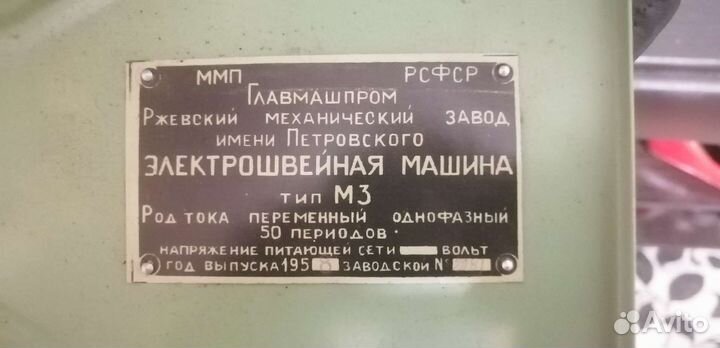 ММП РСФСР
ГЛАВМАШПРОМ
РЖЕВСКИЙ МЕХАНИЧЕСКИЙ ЗАВОД
ИМЕНИ ПЕТРОВСКОГО
ЭЛЕКТРОШВЕЙНАЯ МАШИНА
ТИП М3
РОД ТОКА ПЕРЕМЕННЫЙ ОДНОФАЗНЫЙ
50 ПЕРИОДОВ.
НАПРЯЖЕНИЕ ПИТАЮЩЕЙ СЕТИ ВОЛЬТ
ГОД ВЫПУСКА 195 ЗАВОДСКОЙ №
Avito